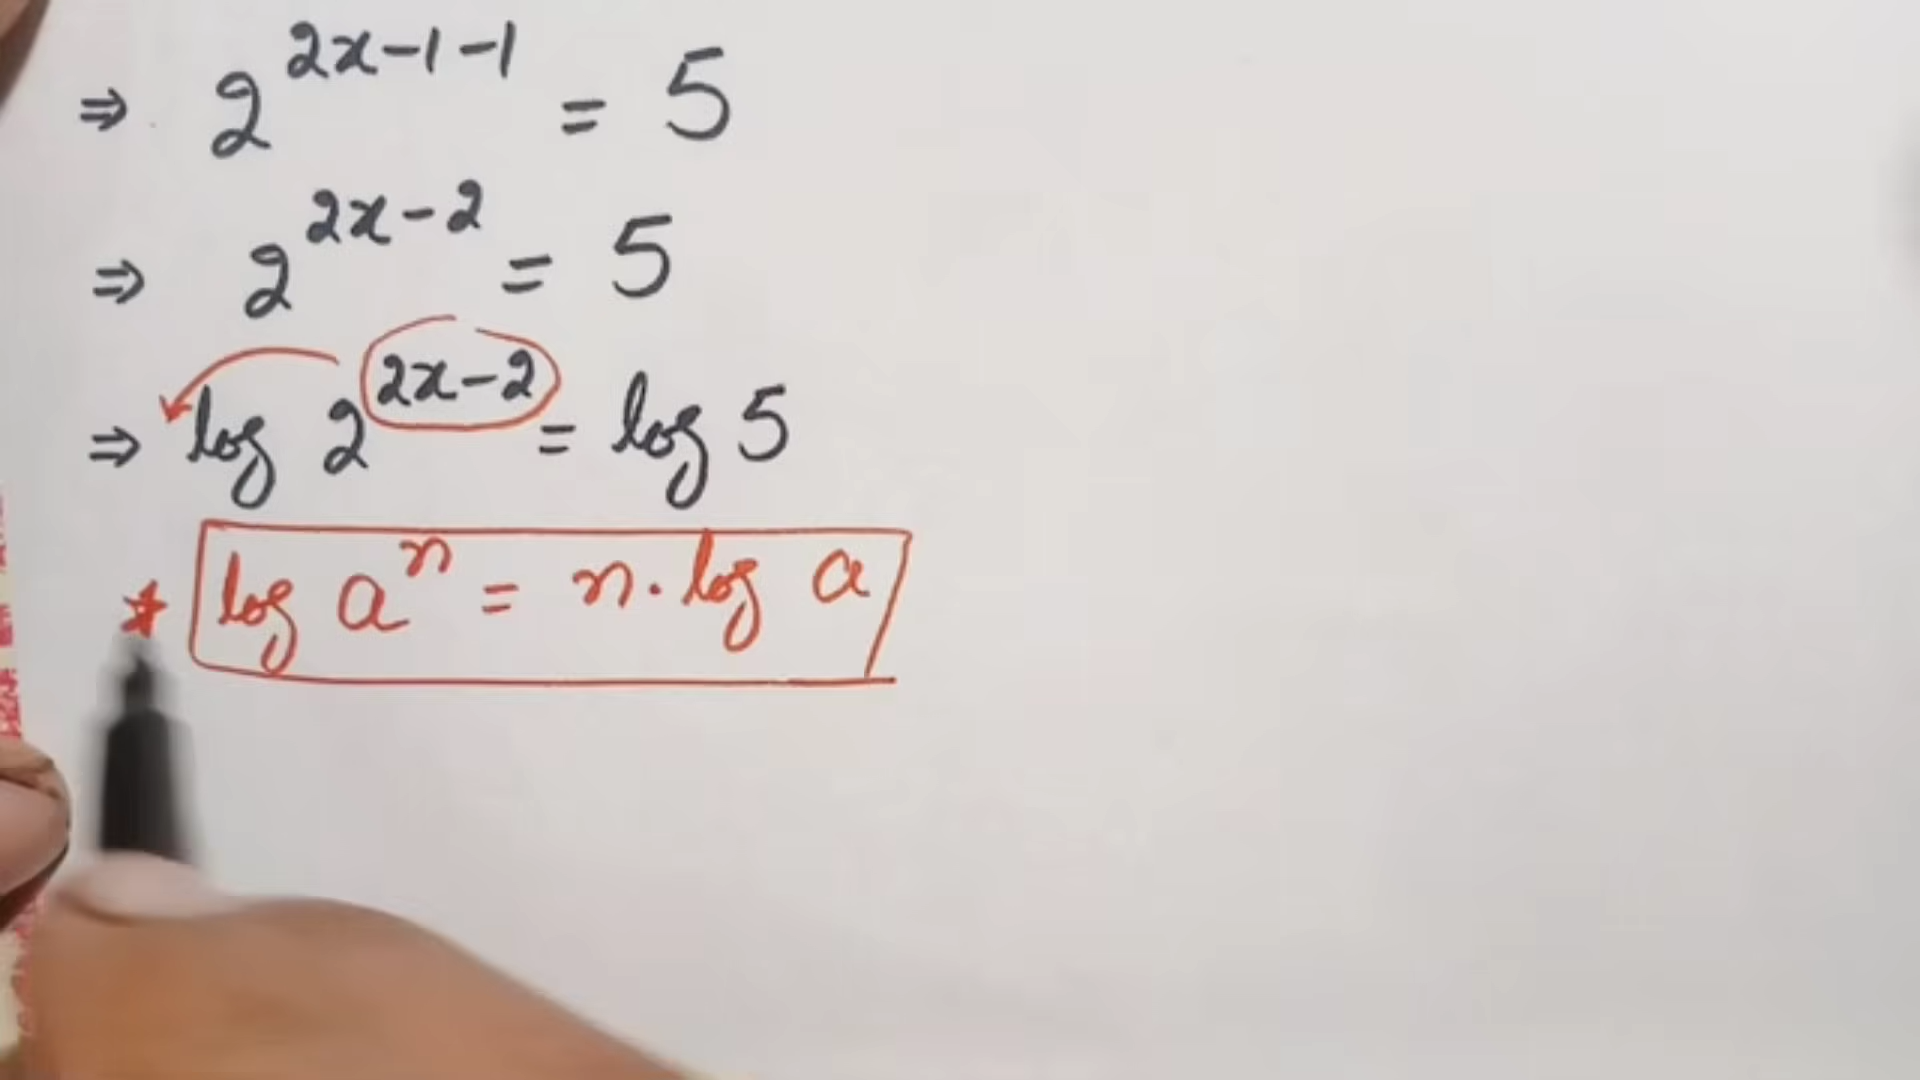 ⇒ 2^{2x-1-1} = 5
⇒ 2^{2x-2} = 5
⇒ log 2^{2x-2} = log 5
* log a^n = n. log a